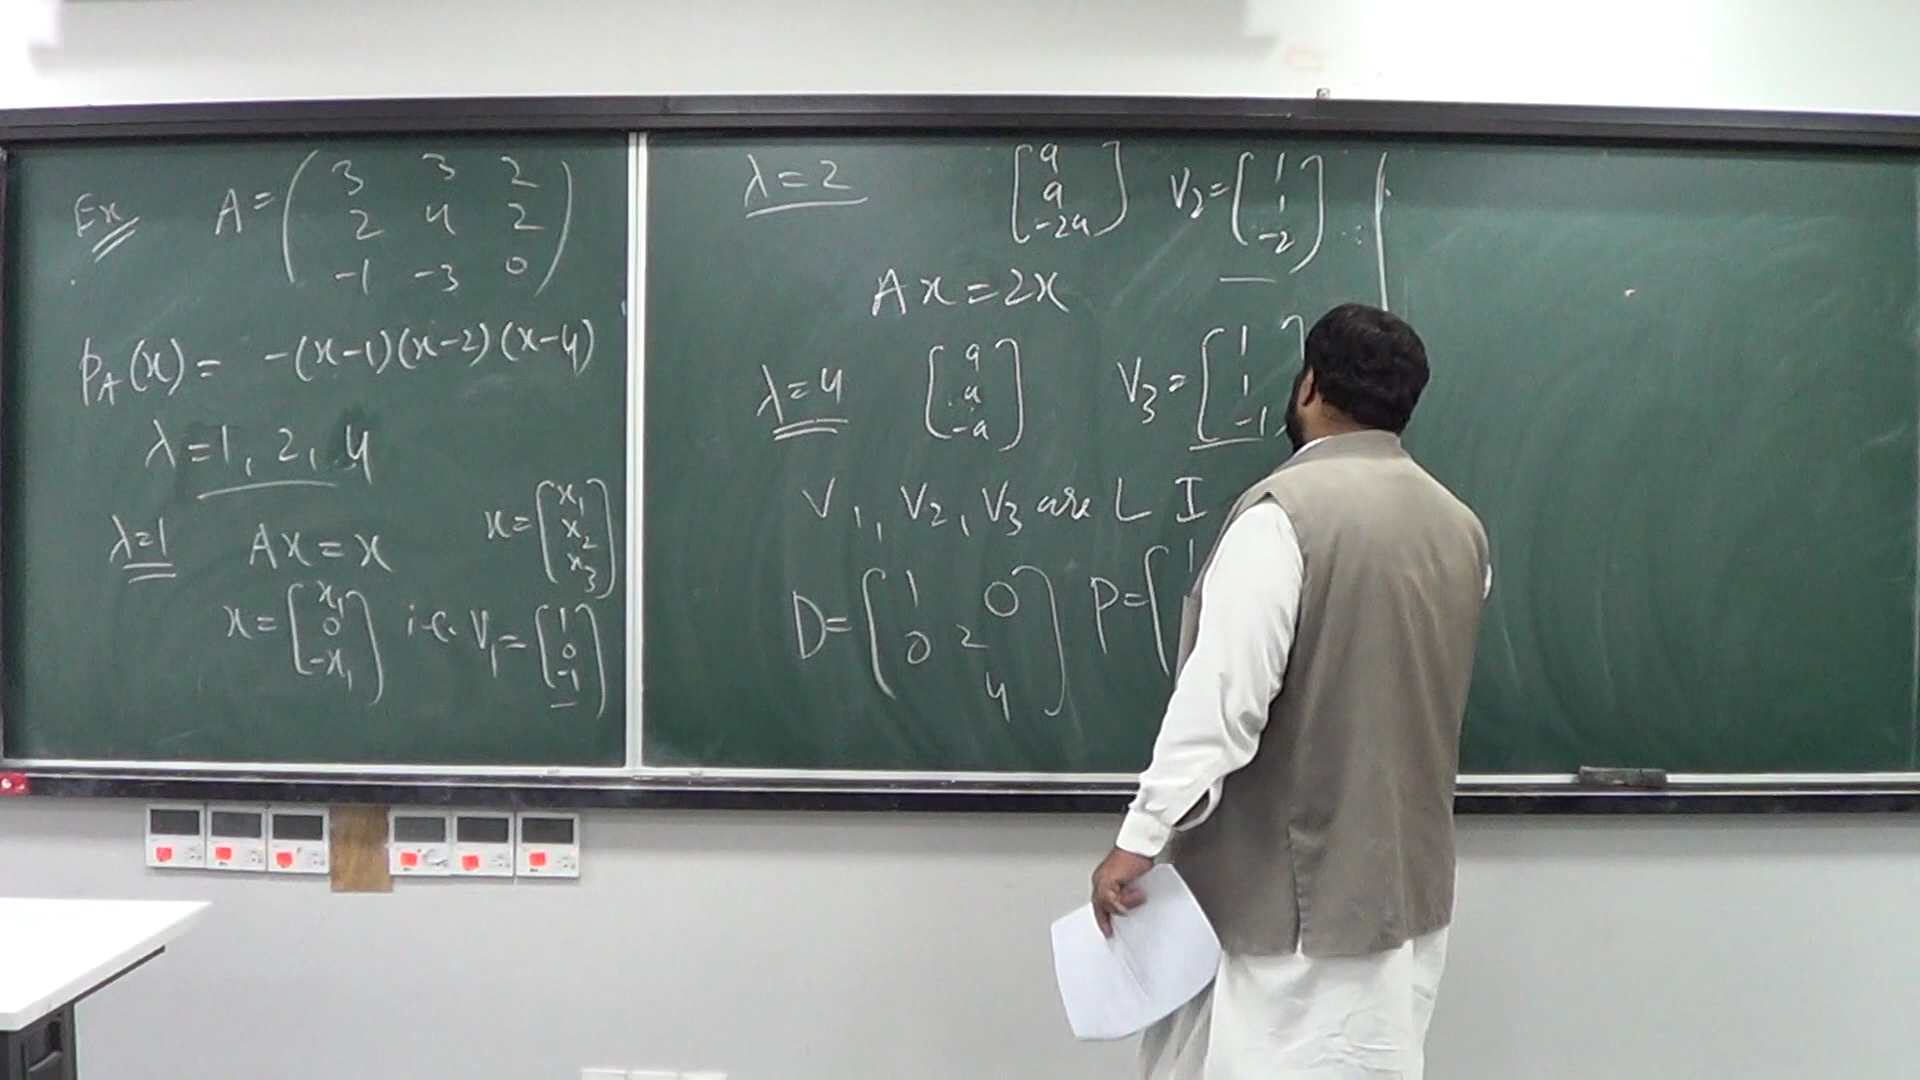 Ex A = ( 3 3 2
2 4 2
-1 -3 0 )
PA(x) = -(x-1)(x-2)(x-4)
λ = 1, 2, 4
λ=1 Ax = x x = [ x1
x2
x3 ]
x = [ x1
0
-x1 ] i.e. V1 = [ 1
0
-1 ]
λ = 2 [ a
a
-2a ] V2 = [ 1
1
-2 ]
Ax = 2x
λ = 4 [ a
a
-a ] V3 = [ 1
1
-1 ]
V1, V2, V3 are L I
D = [ 1 0
0 2
4 ] P = [ 1